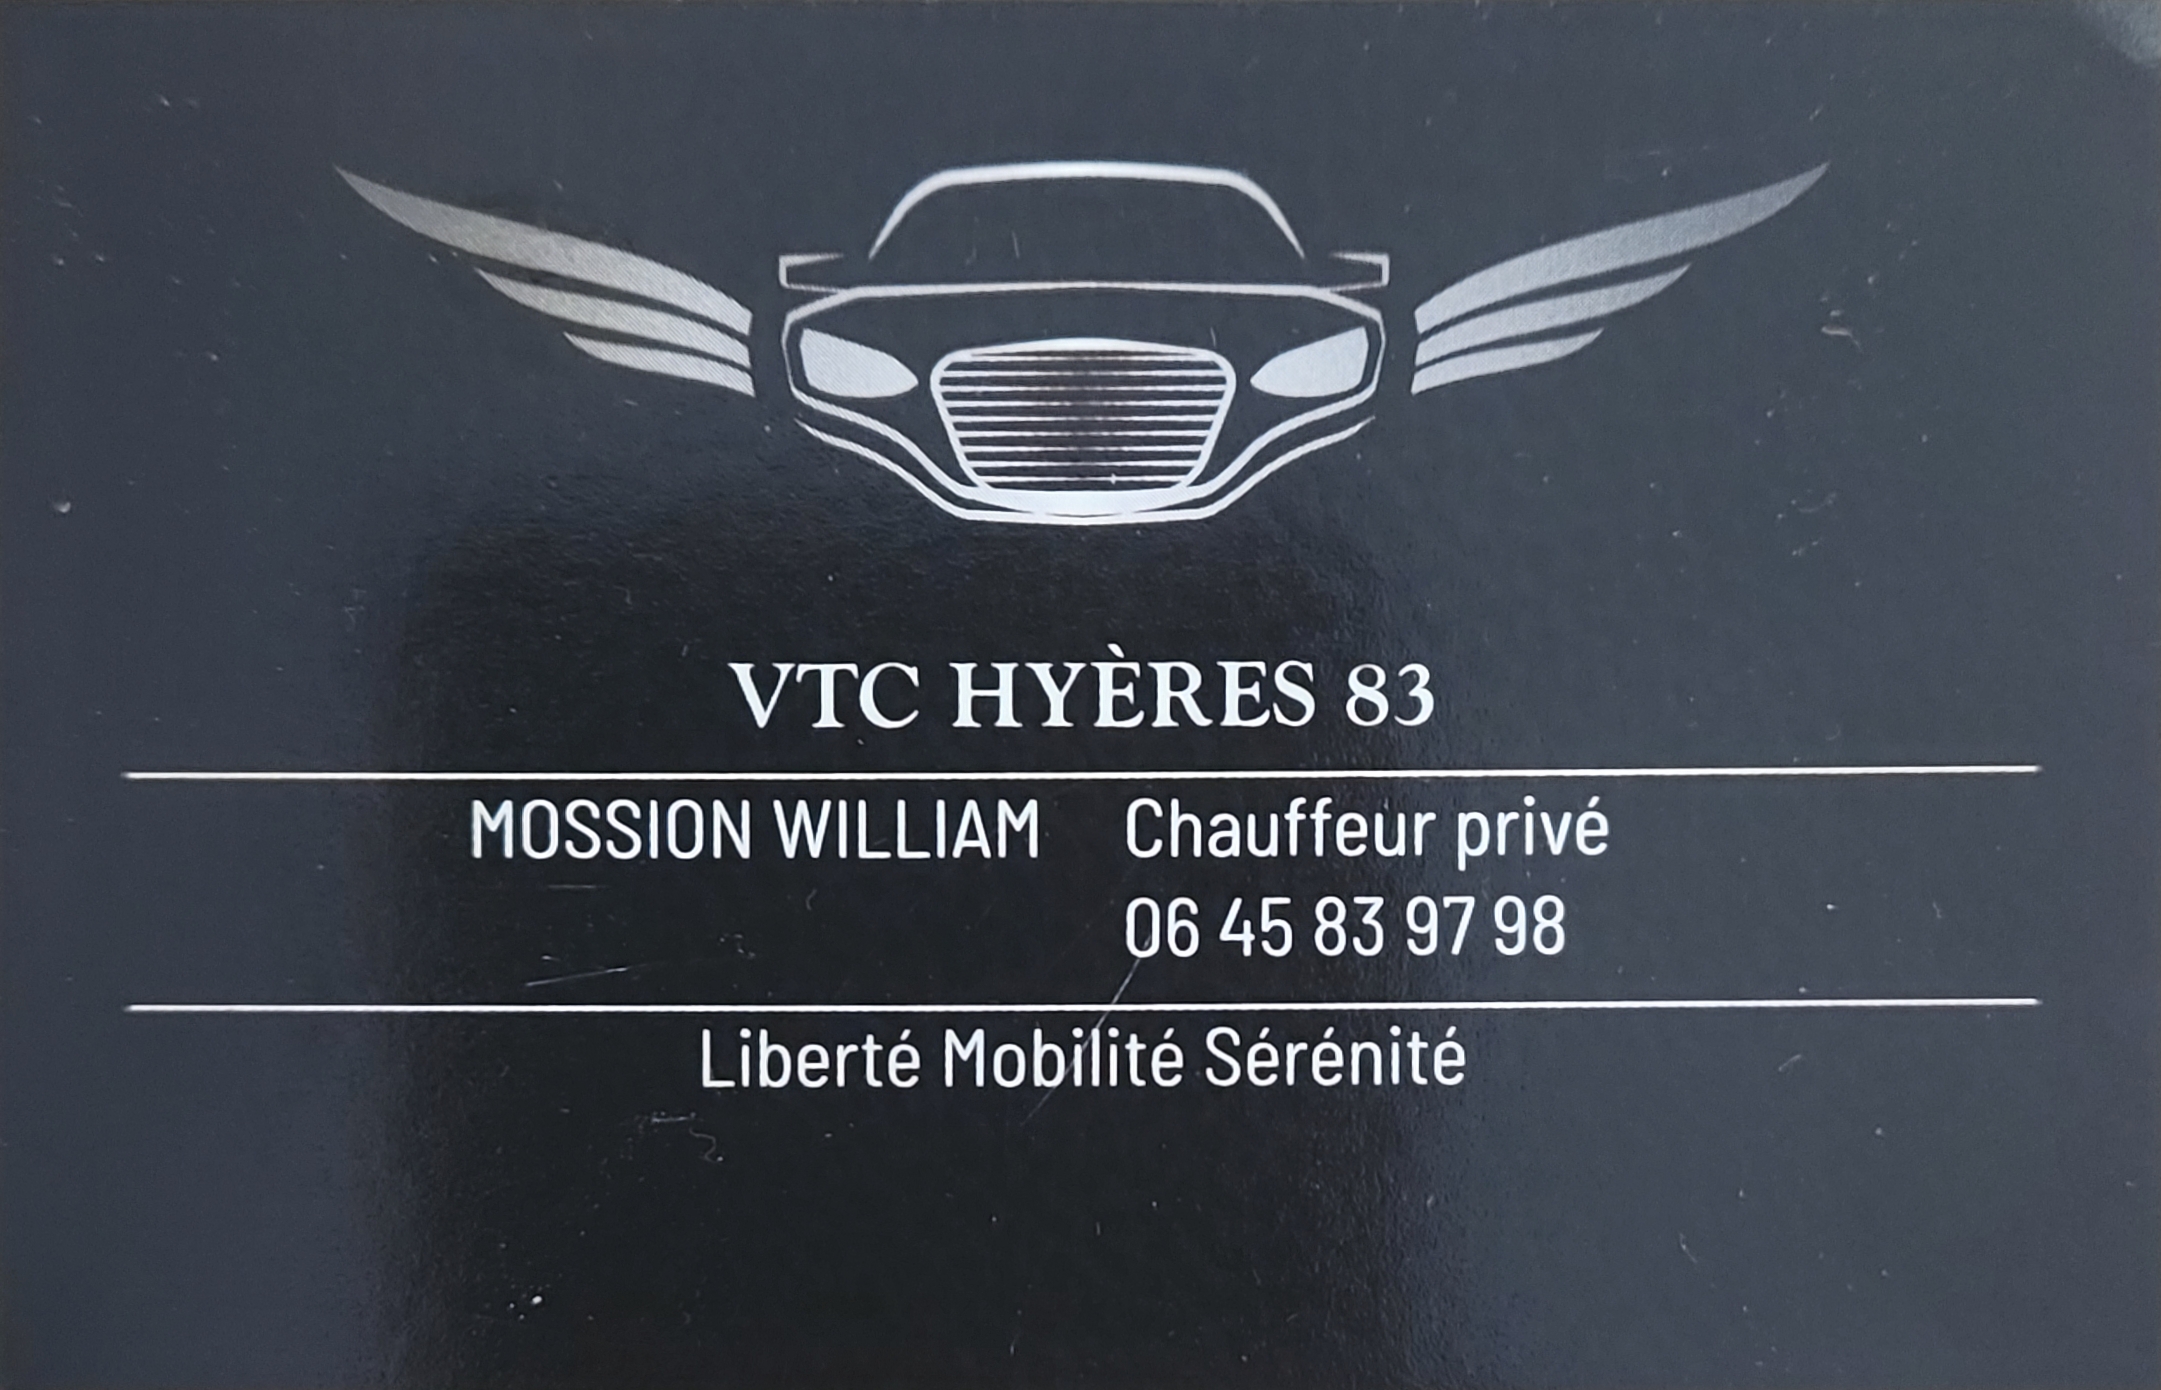 VTC HYÈRES 83
MOSSION WILLIAM Chauffeur privé
06 45 83 97 98
Liberté Mobilité Sérénité